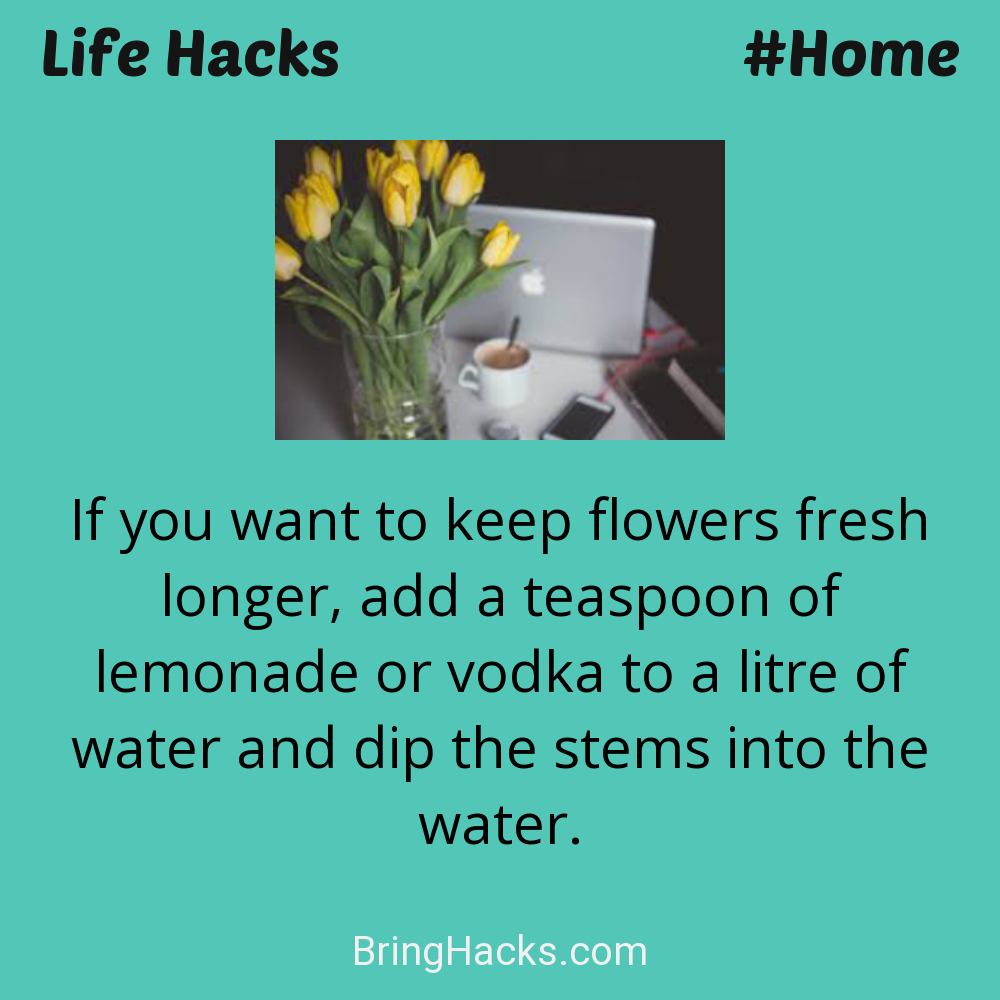 Life Hacks
#Home
If you want to keep flowers fresh
longer, add a teaspoon of
lemonade or vodka to a litre of
water and dip the stems into the
water.
BringHacks.com